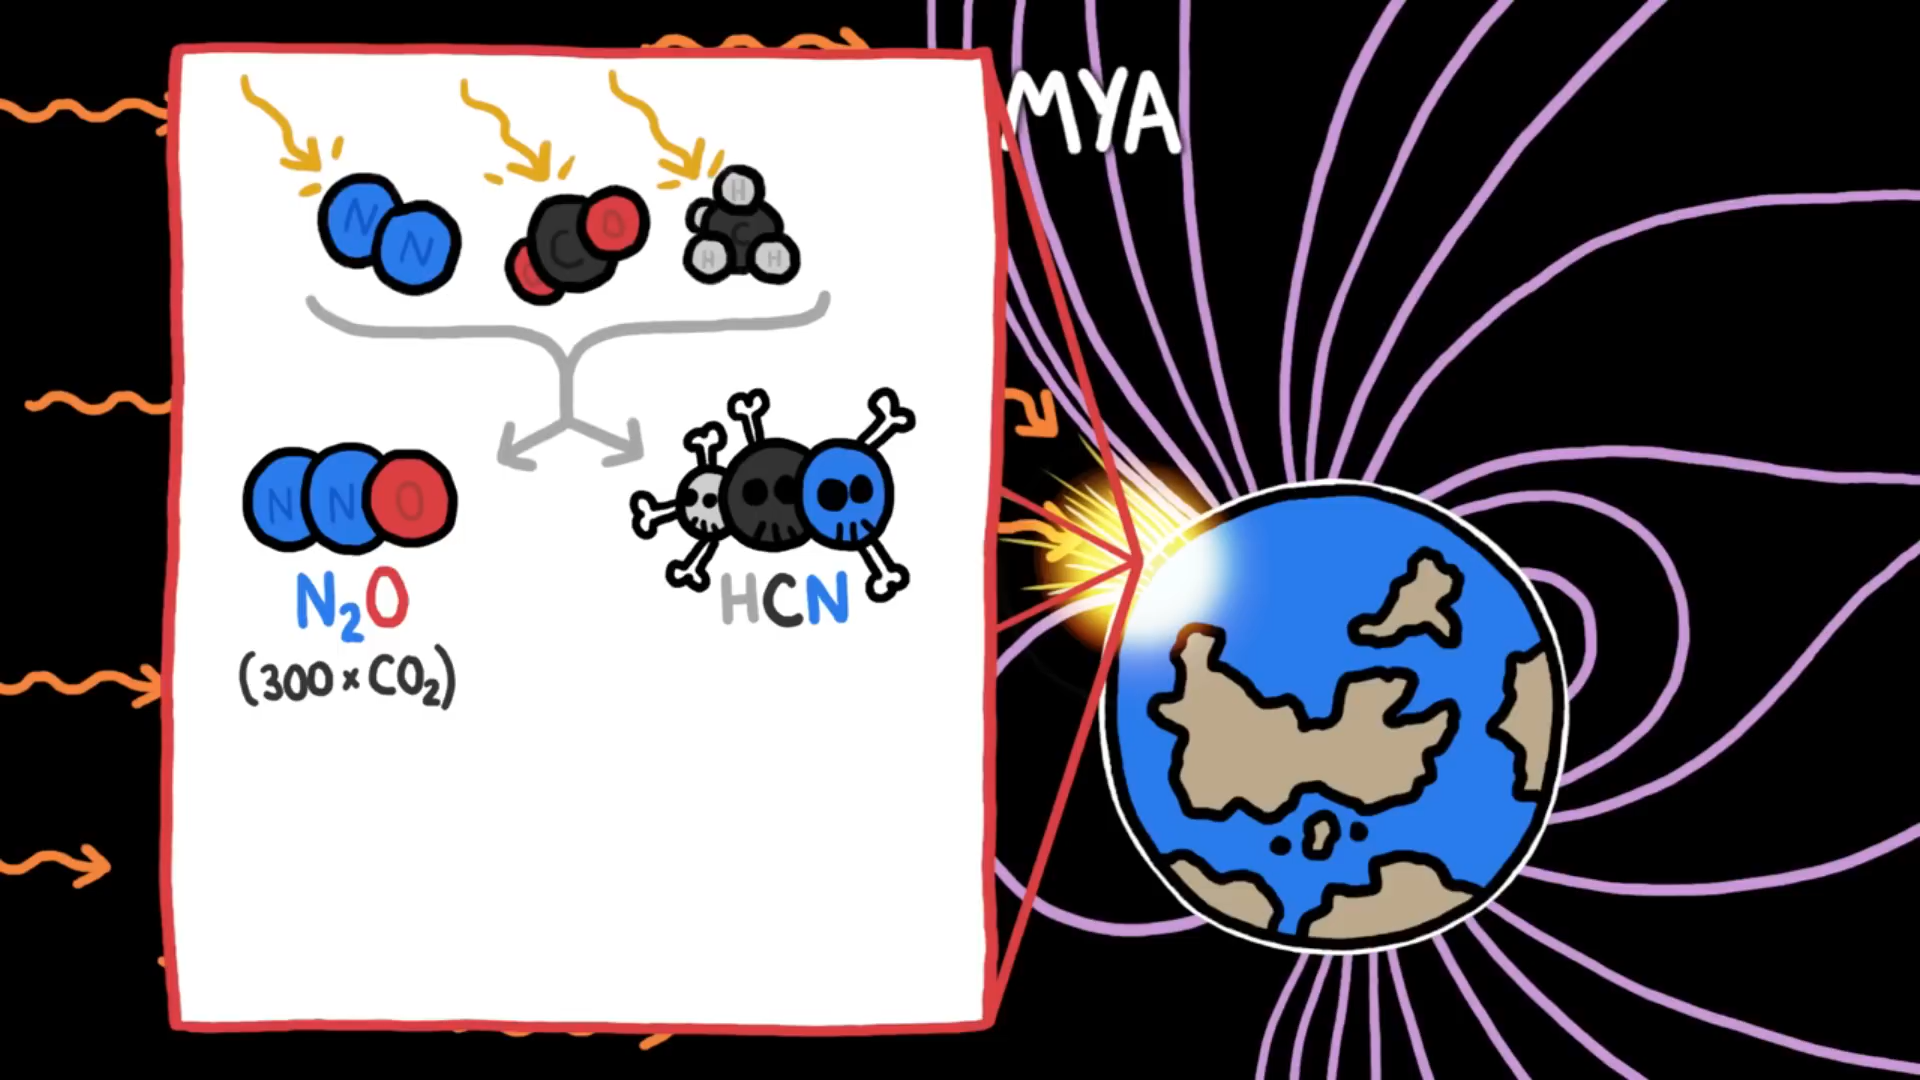 MYA
N N
C O
H C H H
N N O
N₂O
(300 × CO₂)
HCN